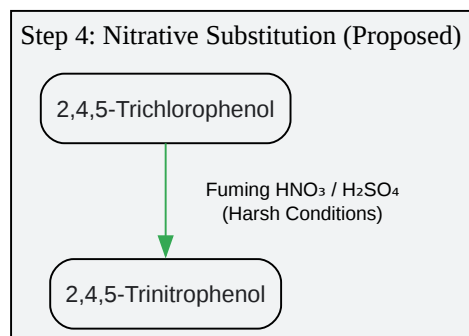 Step 4: Nitrative Substitution (Proposed)
2,4,5-Trichlorophenol
Fuming HNO₃ / H₂SO₄
(Harsh Conditions)
2,4,5-Trinitrophenol